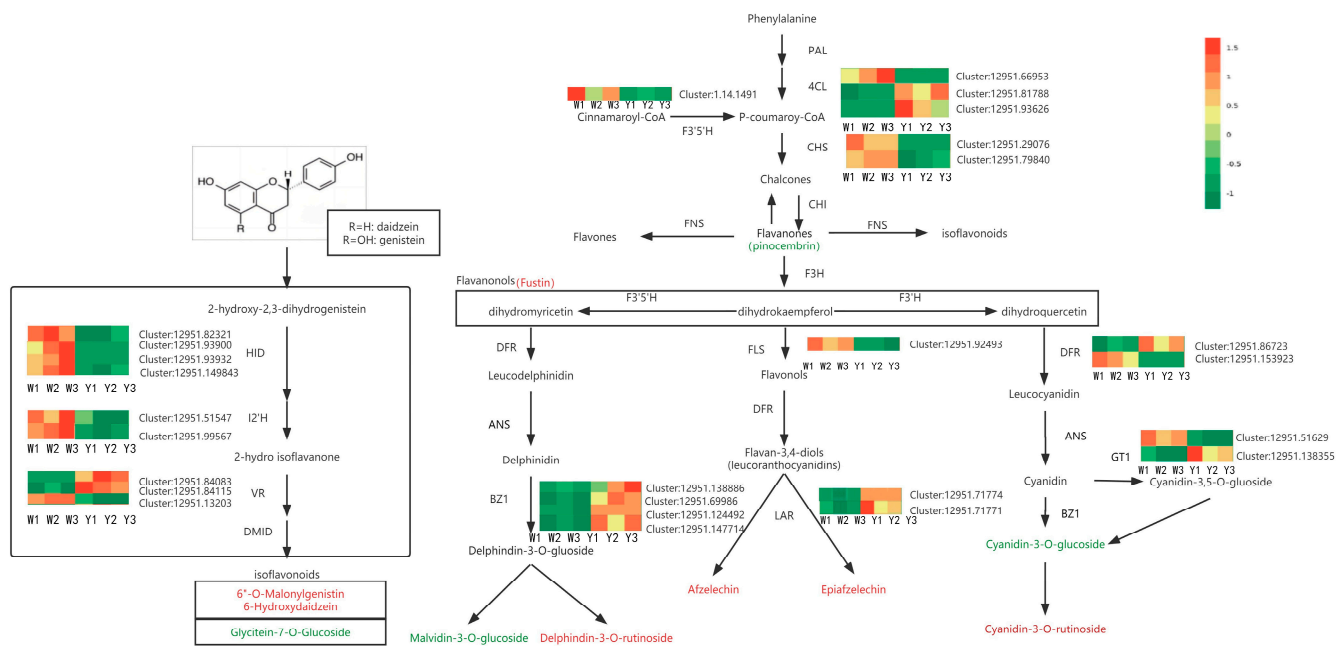 Phenylalanine
PAL
4CL
Cluster:12951.66953
Cluster:12951.81788
Cluster:12951.93626
W1 W2 W3 Y1 Y2 Y3
Cluster:1.14.1491
W1 W2 W3 Y1 Y2 Y3
Cinnamaroyl-CoA
F3'5'H
P-coumaroy-CoA
CHS
Cluster:12951.29076
Cluster:12951.79840
W1 W2 W3 Y1 Y2 Y3
1.5
1
0.5
0
-0.5
-1
Chalcones
CHI
Flavones
FNS
Flavanones
(pinocembrin)
FNS
isoflavonoids
F3H
HO
O
H
OH
R
O
R=H: daidzein
R=OH: genistein
2-hydroxy-2,3-dihydrogenistein
Cluster:12951.82321
Cluster:12951.93900
Cluster:12951.93932
Cluster:12951.149843
W1 W2 W3 Y1 Y2 Y3
HID
Cluster:12951.51547
Cluster:12951.99567
W1 W2 W3 Y1 Y2 Y3
I2'H
2-hydro isoflavanone
Cluster:12951.84083
Cluster:12951.84115
Cluster:12951.13203
W1 W2 W3 Y1 Y2 Y3
VR
DMID
isoflavonoids
6"-O-Malonylgenistin
6-Hydroxydaidzein
Glycitein-7-O-Glucoside
Flavanonols(Fustin)
dihydromyricetin
F3'5'H
dihydrokaempferol
F3'H
dihydroquercetin
DFR
Leucodelphinidin
ANS
Delphinidin
BZ1
Cluster:12951.138886
Cluster:12951.69986
Cluster:12951.124492
Cluster:12951.147714
W1 W2 W3 Y1 Y2 Y3
Delphindin-3-O-gluoside
Malvidin-3-O-glucoside
Delphindin-3-O-rutinoside
FLS
Cluster:12951.92493
W1 W2 W3 Y1 Y2 Y3
Flavonols
DFR
Flavan-3,4-diols
(leucoranthocyanidins)
LAR
Cluster:12951.71774
Cluster:12951.71771
W1 W2 W3 Y1 Y2 Y3
Afzelechin
Epiafzelechin
DFR
Cluster:12951.86723
Cluster:12951.153923
W1 W2 W3 Y1 Y2 Y3
Leucocyanidin
ANS
Cyanidin
GT1
Cluster:12951.51629
Cluster:12951.138355
W1 W2 W3 Y1 Y2 Y3
Cyanidin-3,5-O-gluoside
BZ1
Cyanidin-3-O-glucoside
Cyanidin-3-O-rutinoside